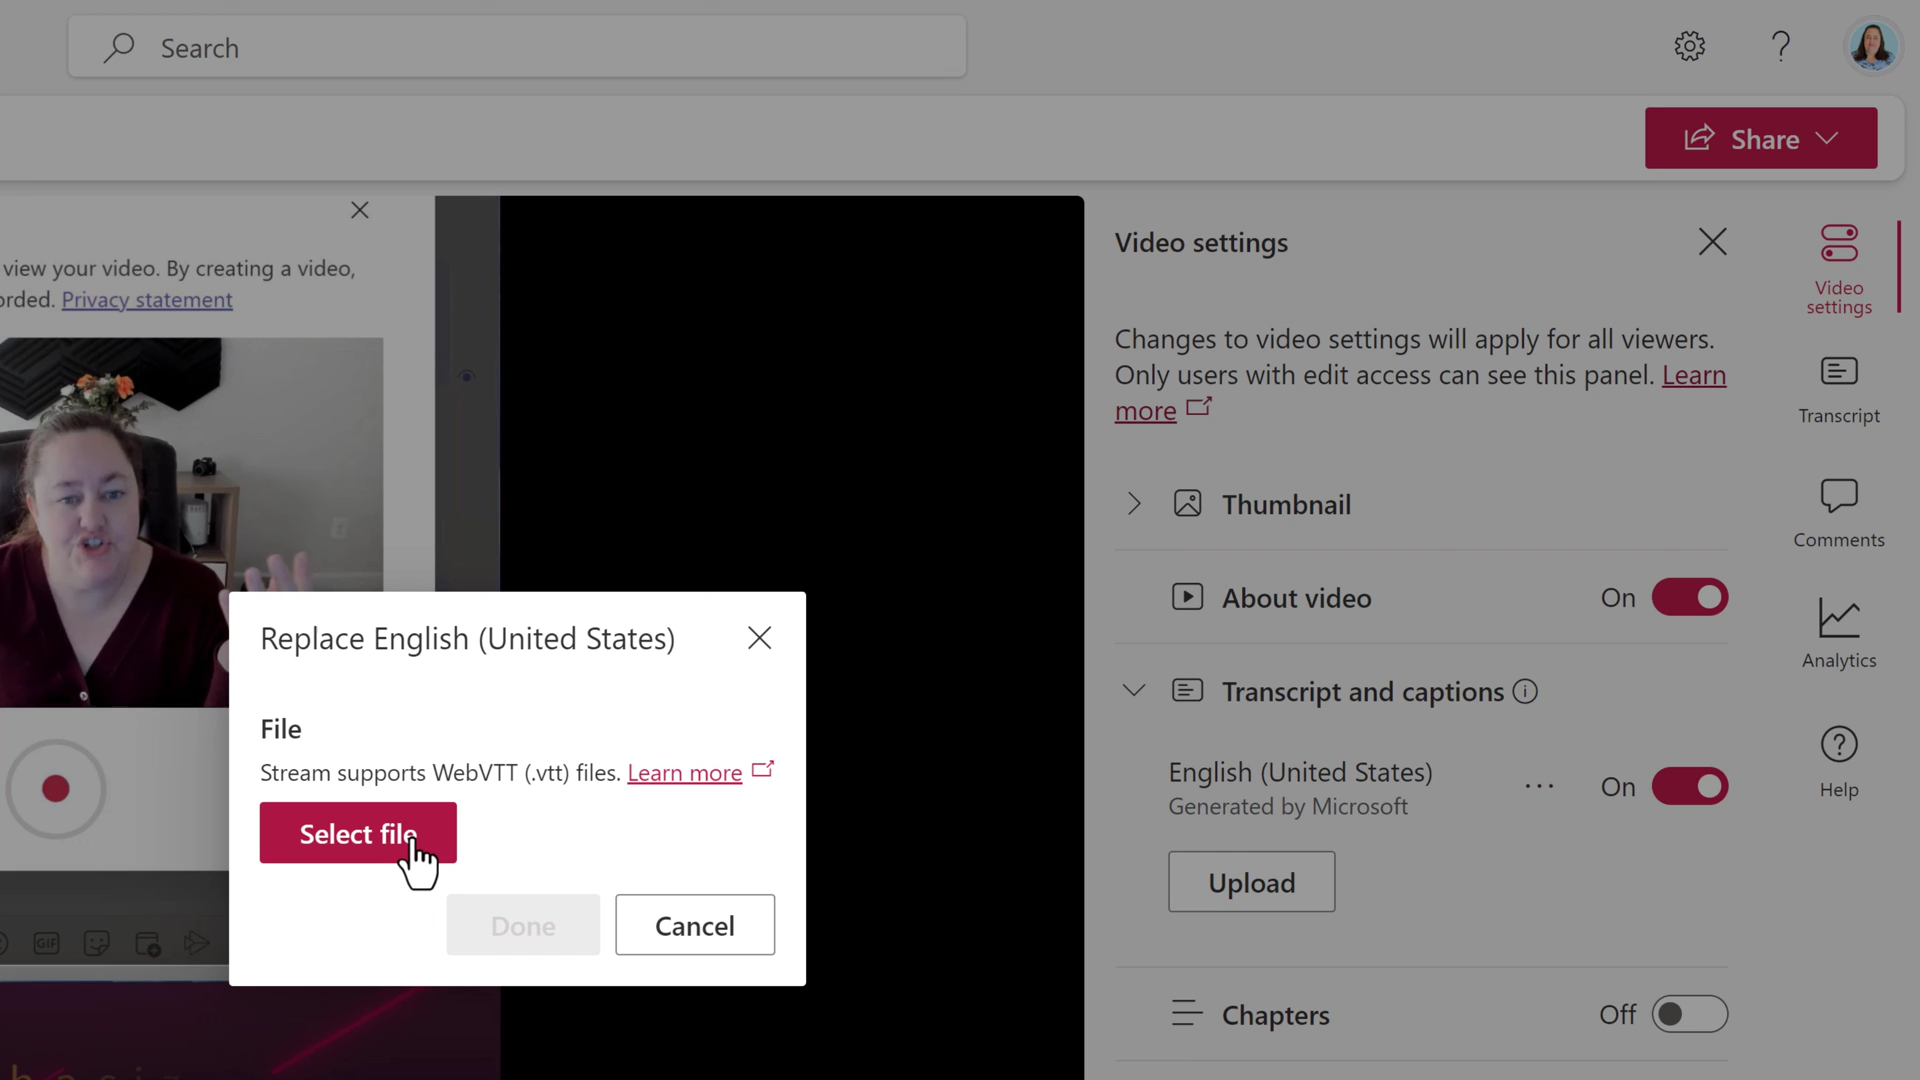 Search
Share
view your video. By creating a video,
orded. Privacy statement
Video settings
Changes to video settings will apply for all viewers.
Only users with edit access can see this panel. Learn
more
Thumbnail
About video
On
Transcript and captions
English (United States)
Generated by Microsoft
On
Upload
Chapters
Off
Video
settings
Transcript
Comments
Analytics
Help
Replace English (United States)
File
Stream supports WebVTT (.vtt) files. Learn more
Select file
Done
Cancel
GIF